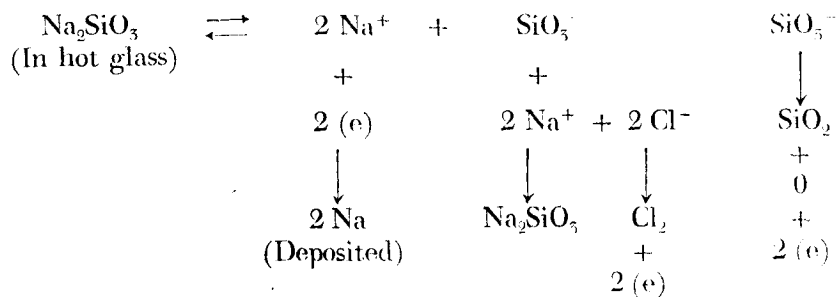 Na₂SiO₃ ⇌ 2 Na⁺ + SiO₃⁻ SiO₃⁻⁻
(In hot glass)
+ + ↓
2 (e) 2 Na⁺ + 2 Cl⁻ SiO₂
↓ ↓ ↓ +
0
2 Na Na₂SiO₃ Cl₂ +
(Deposited) + 2 (e)
2 (e)